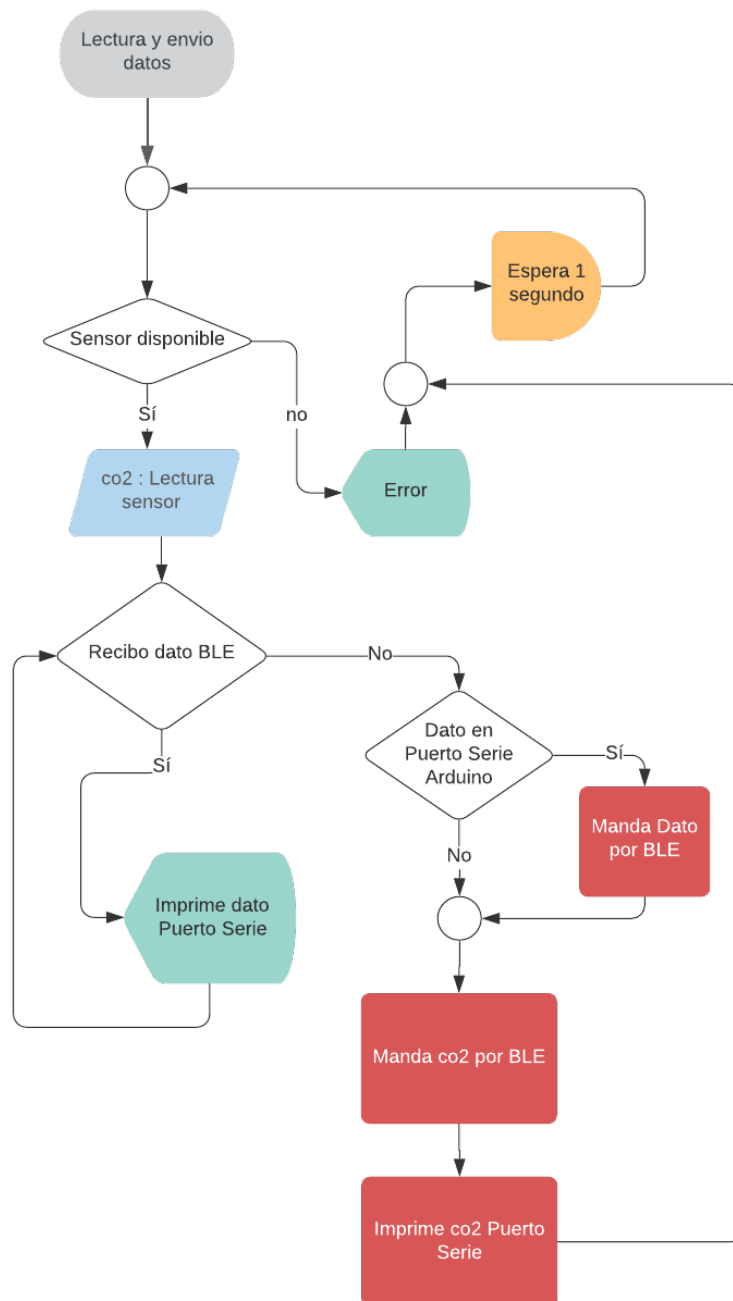 Lectura y envio
datos
Espera 1
segundo
Sensor disponible
Sí
no
co2 : Lectura
sensor
Error
Recibo dato BLE
No
Sí
Dato en
Puerto Serie
Arduino
Sí
No
Manda Dato
por BLE
Imprime dato
Puerto Serie
Manda co2 por BLE
Imprime co2 Puerto
Serie